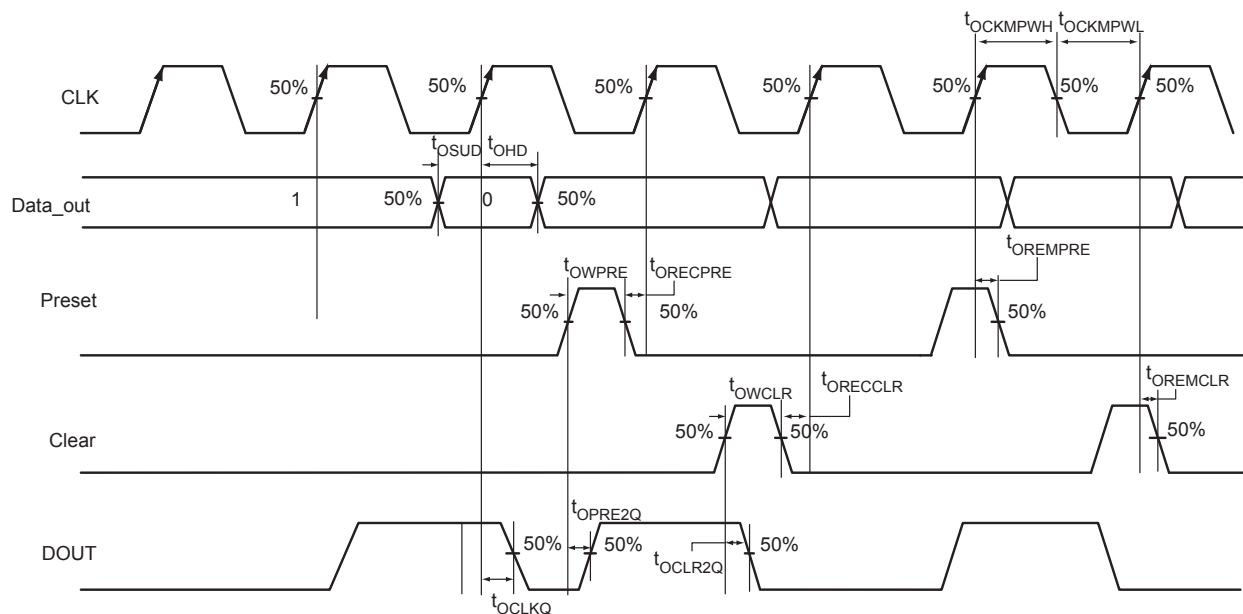 tOCKMPWH tOCKMPWL
CLK 50% 50% 50% 50% 50% 50% 50%
tOSUD tOHD
Data_out 1 50% 0 50%
tOREMPRE
tOWPRE tORECPRE
Preset 50% 50% 50%
tOWCLR tORECCLR tOREMCLR
Clear 50% 50% 50%
tOPRE2Q
DOUT 50% 50% tOCLR2Q 50%
tOCLKQ